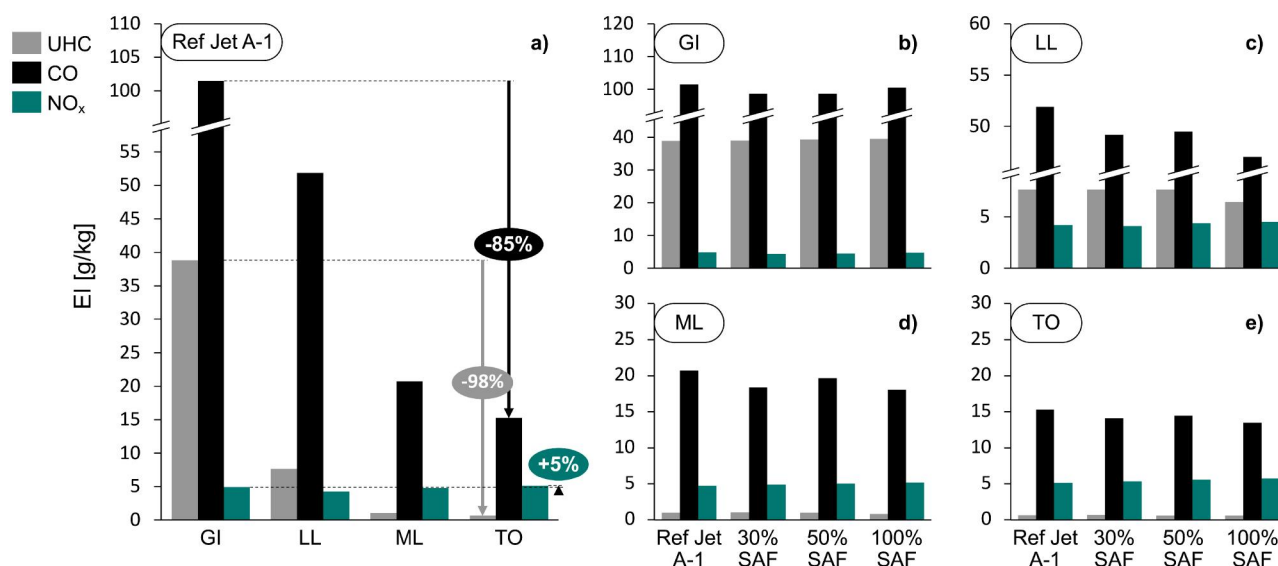 UHC
CO
NOx
EI [g/kg]
Ref Jet A-1
a)
110
105
100
55
50
45
40
35
30
25
20
15
10
5
0
-85%
-98%
+5%
GI
LL
ML
TO
GI
b)
120
100
40
30
20
10
0
LL
c)
60
55
50
5
0
ML
d)
30
25
20
15
10
5
0
Ref Jet
A-1
30%
SAF
50%
SAF
100%
SAF
TO
e)
30
25
20
15
10
5
0
Ref Jet
A-1
30%
SAF
50%
SAF
100%
SAF